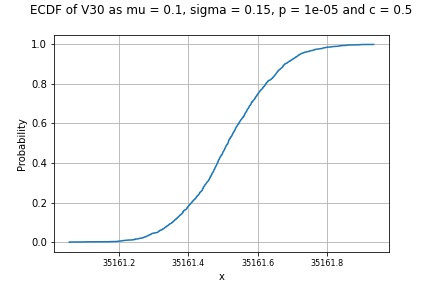 ECDF of V30 as mu = 0.1, sigma = 0.15, p = 1e-05 and c = 0.5
1.0
0.8
0.6
0.4
0.2
0.0
Probability
35161.2 35161.4 35161.6 35161.8
x